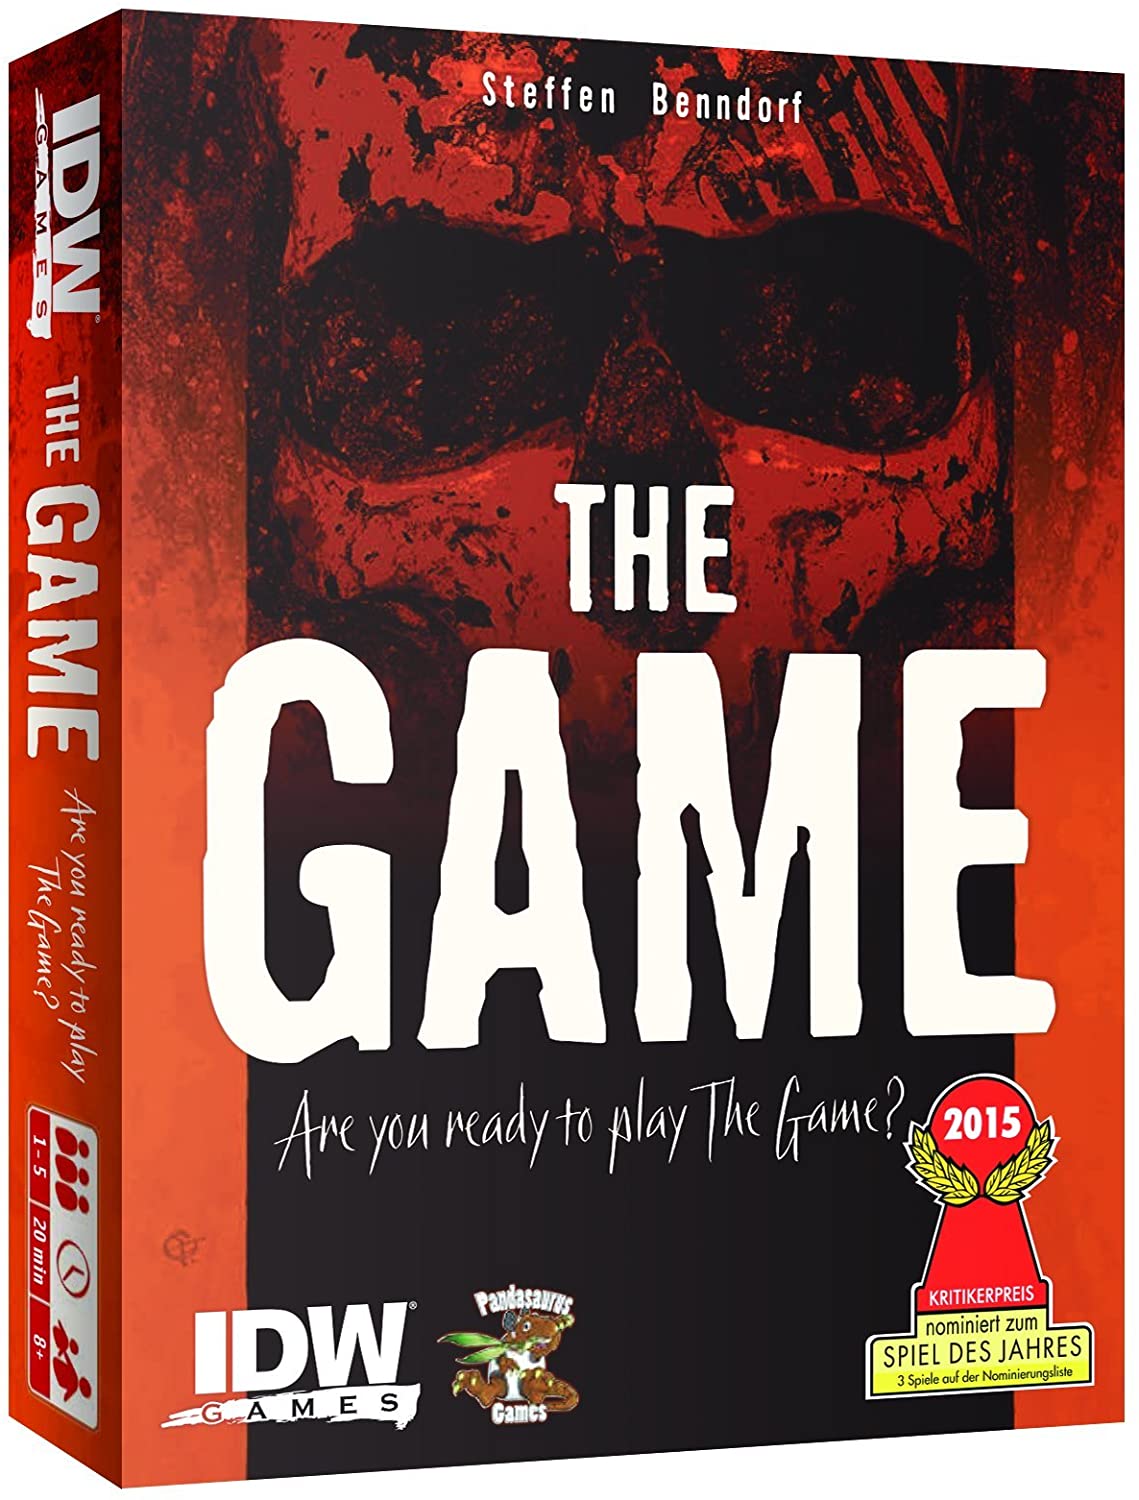 Steffen Benndorf
THE
GAME
Are you ready to play The Game?
2015
KRITIKERPREIS
nominiert zum
SPIEL DES JAHRES
3 Spiele auf der Nominierungsliste
IDW®
GAMES
Pandasaurus
Games
IDW®
GAMES
THE GAME
Are you ready to play
The Game?
1-5
20 min
8+